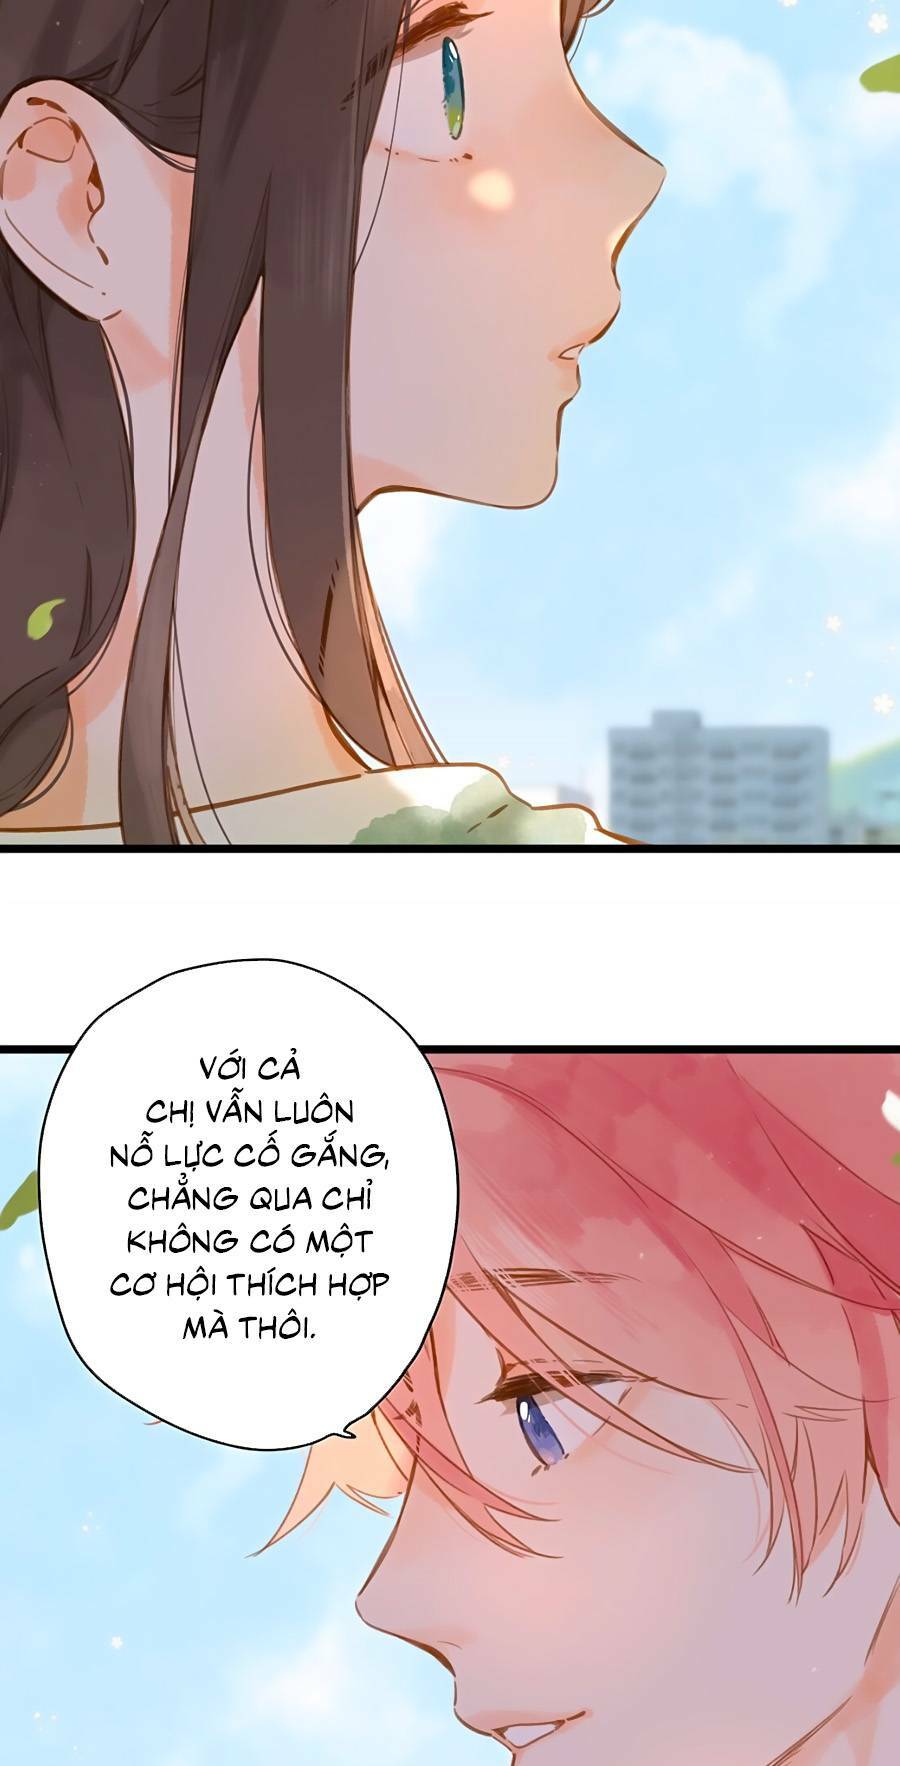 VỚI CẢ
CHỊ VẪN LUÔN
NỖ LỰC CỐ GẮNG,
CHẲNG QUA CHỈ
KHÔNG CÓ MỘT
CƠ HỘI THÍCH HỢP
MÀ THÔI.